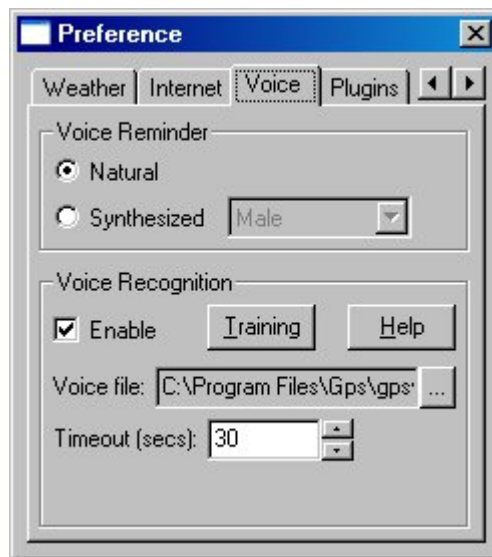 Preference
Weather Internet Voice Plugins
Voice Reminder
Natural
Synthesized Male
Voice Recognition
Enable Training Help
Voice file: C:\Program Files\Gps\gps ...
Timeout (secs): 30